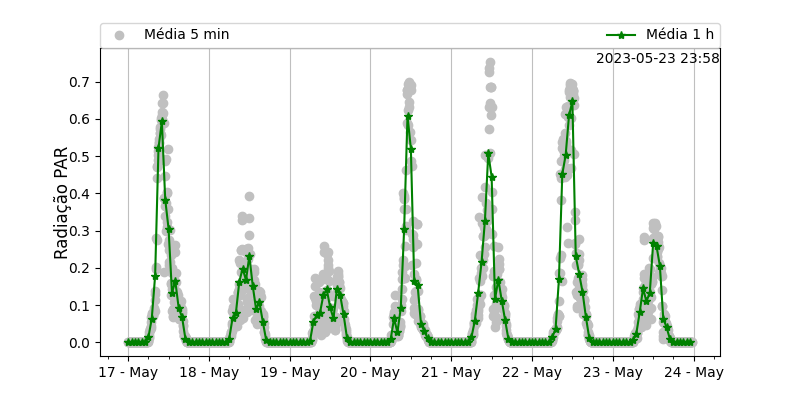 Média 5 min
Média 1 h
2023-05-23 23:58
Radiação PAR
0.7
0.6
0.5
0.4
0.3
0.2
0.1
0.0
17 - May
18 - May
19 - May
20 - May
21 - May
22 - May
23 - May
24 - May